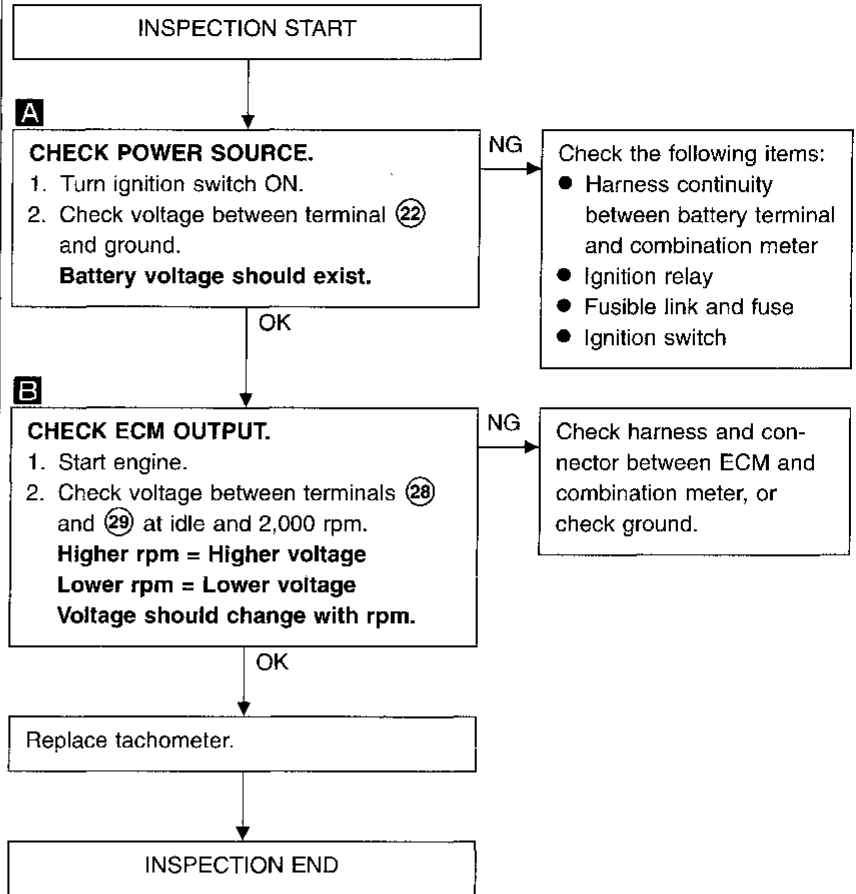 INSPECTION START
A
CHECK POWER SOURCE.
1. Turn ignition switch ON.
2. Check voltage between terminal ㉒
and ground.
Battery voltage should exist.
NG
Check the following items:
● Harness continuity
between battery terminal
and combination meter
● Ignition relay
● Fusible link and fuse
● Ignition switch
OK
B
CHECK ECM OUTPUT.
1. Start engine.
2. Check voltage between terminals ㉘
and ㉙ at idle and 2,000 rpm.
Higher rpm = Higher voltage
Lower rpm = Lower voltage
Voltage should change with rpm.
NG
Check harness and con-
nector between ECM and
combination meter, or
check ground.
OK
Replace tachometer.
INSPECTION END